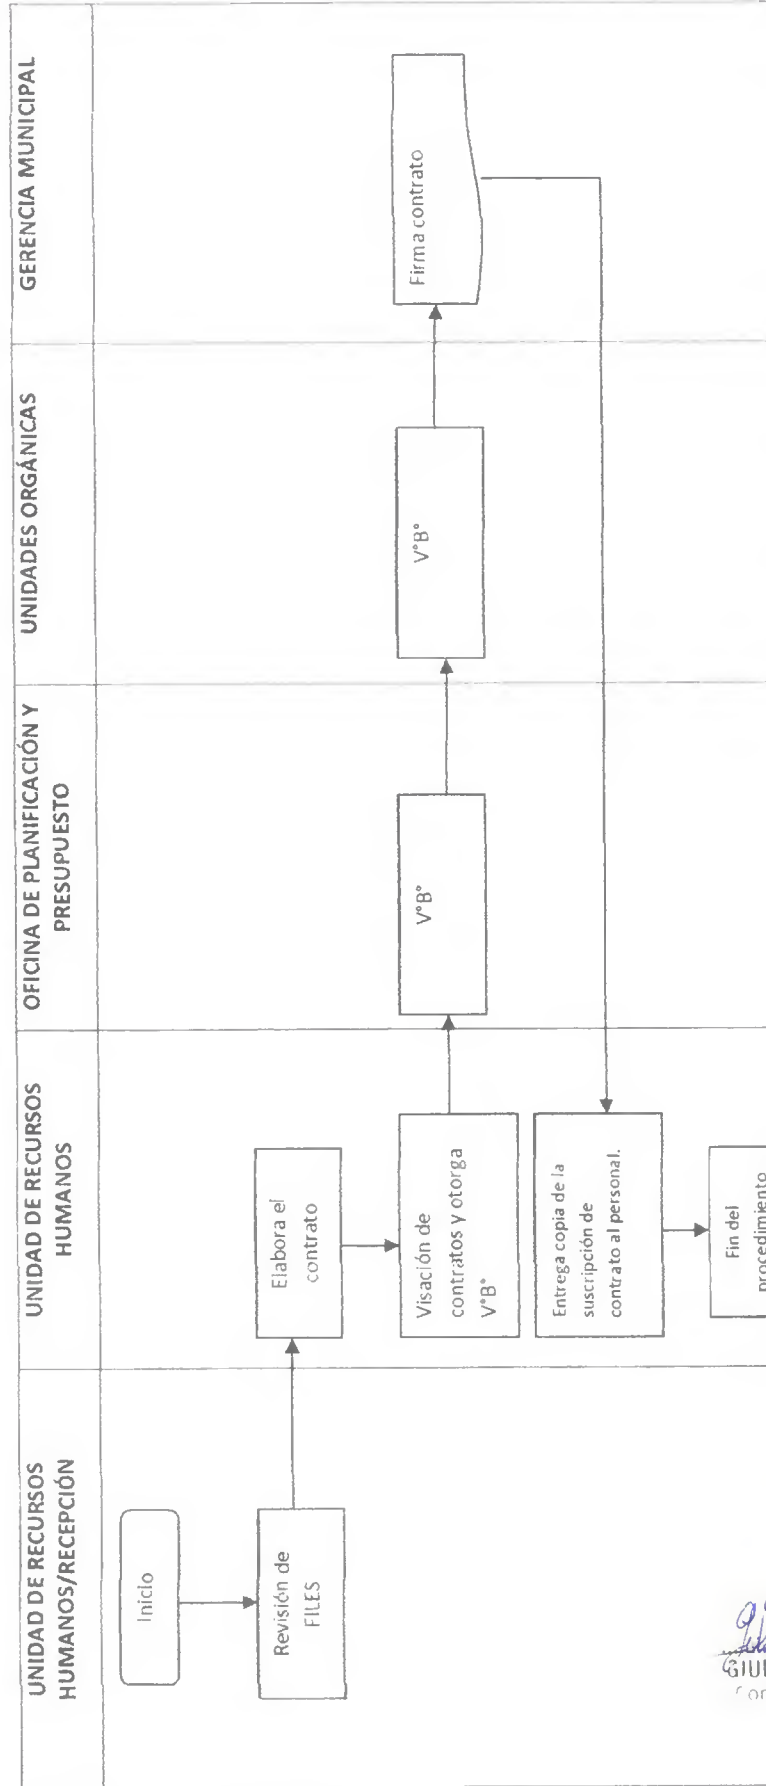 UNIDAD DE RECURSOS
HUMANOS/RECEPCIÓN
UNIDAD DE RECURSOS
HUMANOS
OFICINA DE PLANIFICACIÓN Y
PRESUPUESTO
UNIDADES ORGÁNICAS
GERENCIA MUNICIPAL
Inicio
Revisión de
FILES
Elabora el
contrato
Visación de
contratos y otorga
V°B°
V°B°
V°B°
Firma contrato
Entrega copia de la
suscripción de
contrato al personal.
Fin del
procedimiento